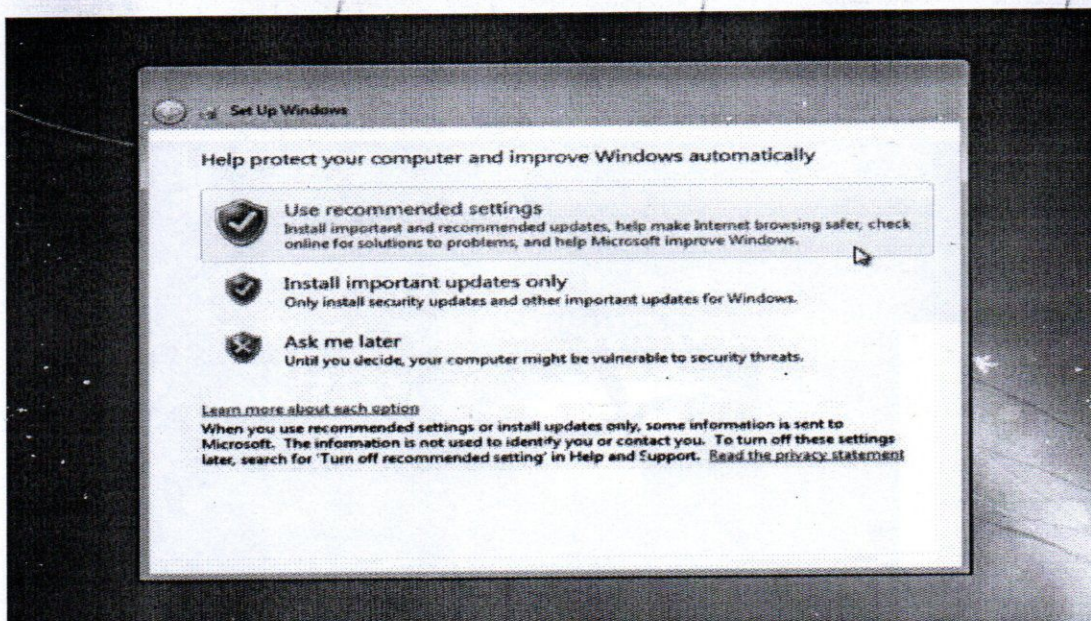 Set Up Windows
Help protect your computer and improve Windows automatically
Use recommended settings
Install important and recommended updates, help make Internet browsing safer, check
online for solutions to problems, and help Microsoft improve Windows.
Install important updates only
Only install security updates and other important updates for Windows.
Ask me later
Until you decide, your computer might be vulnerable to security threats.
Learn more about each option
When you use recommended settings or install updates only, some information is sent to
Microsoft. The information is not used to identify you or contact you. To turn off these settings
later, search for 'Turn off recommended setting' in Help and Support. Read the privacy statement